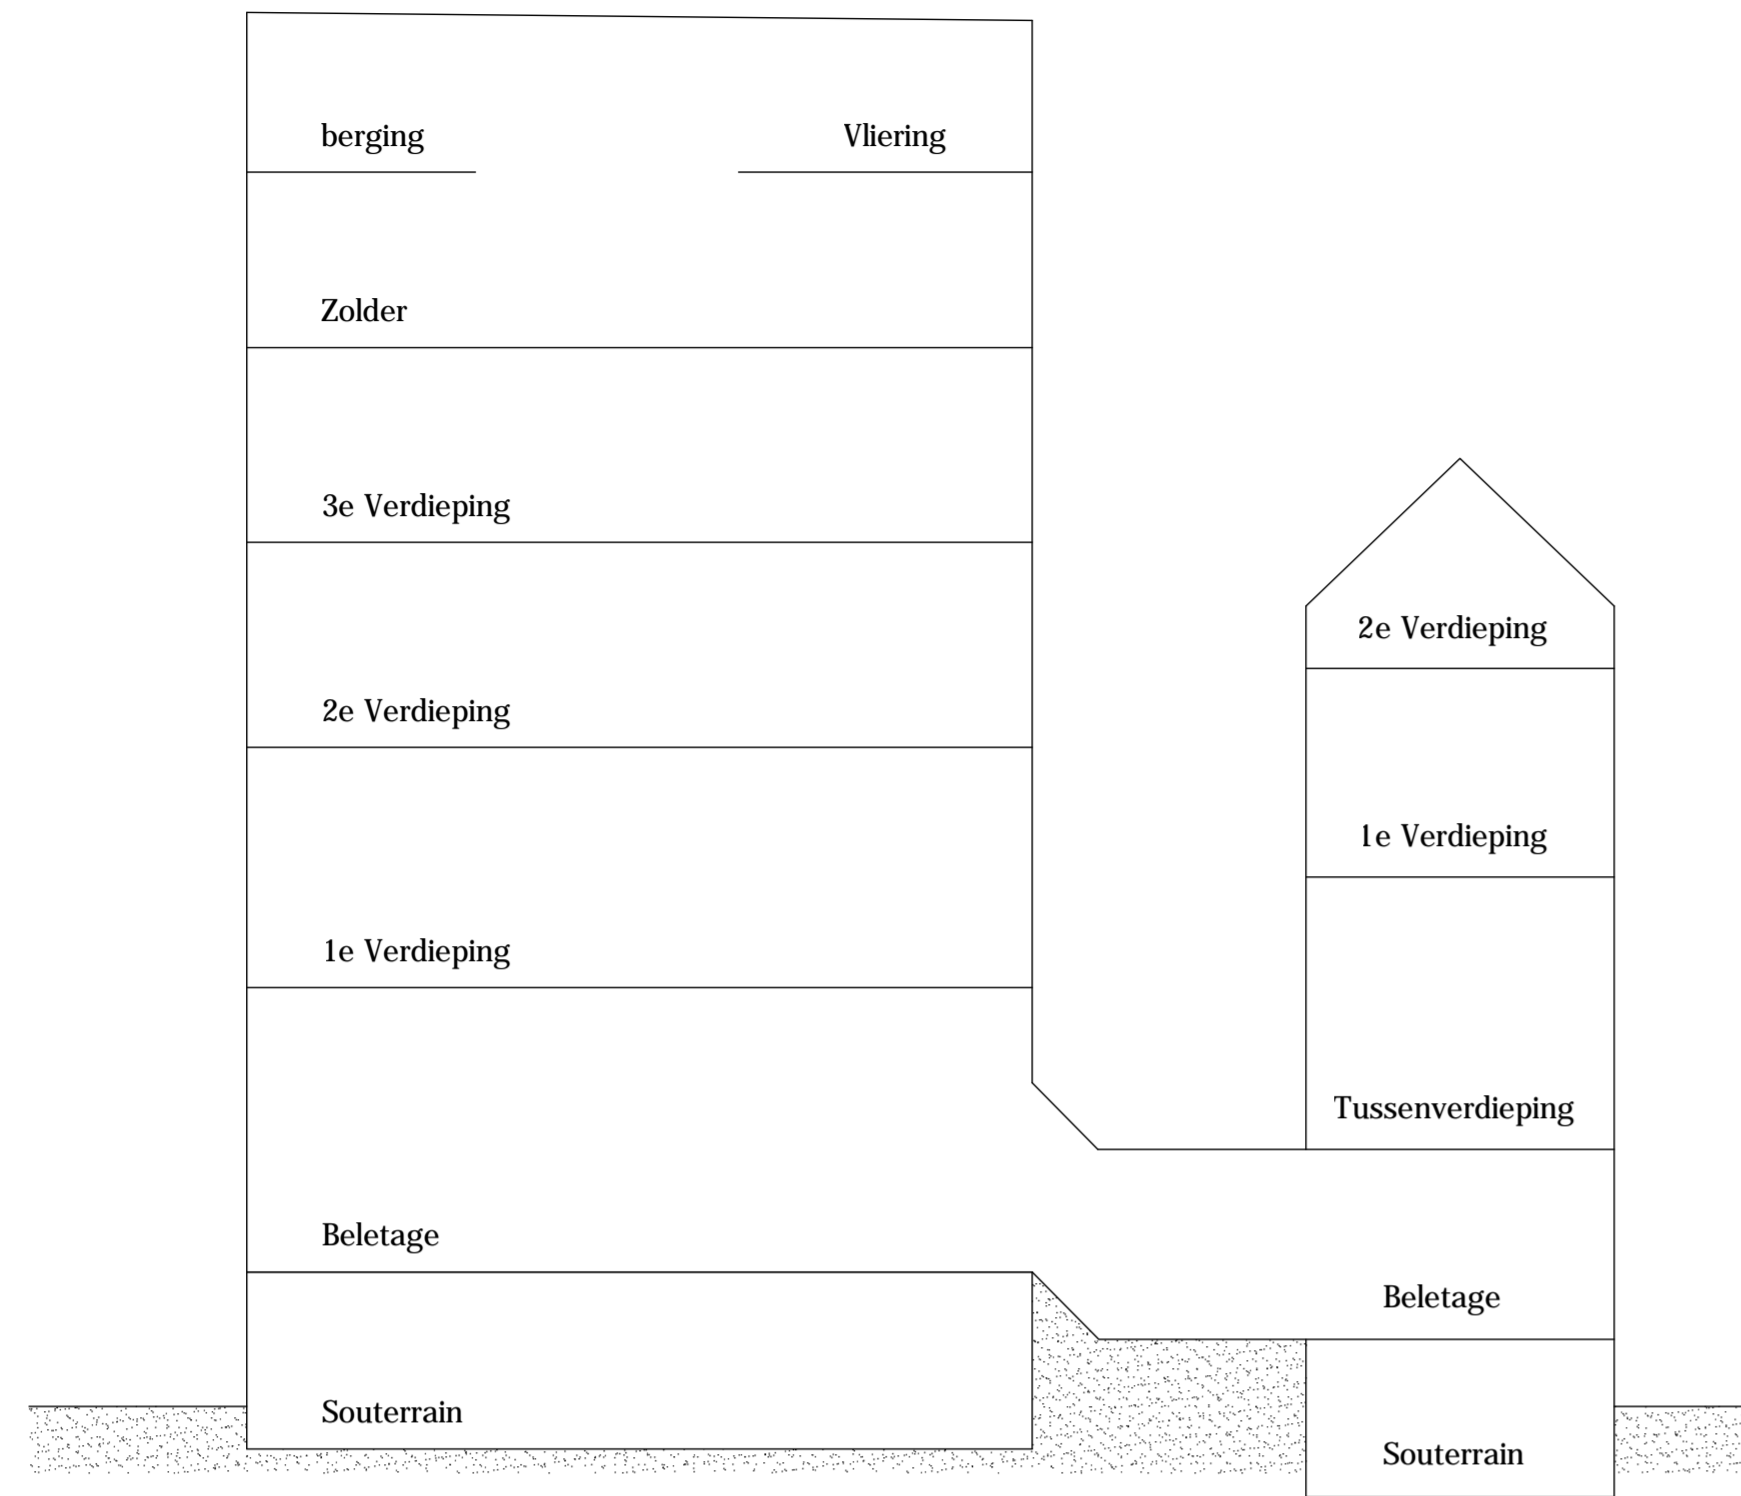 berging
Vliering
Zolder
3e Verdieping
2e Verdieping
1e Verdieping
Beletage
Souterrain
2e Verdieping
1e Verdieping
Tussenverdieping
Beletage
Souterrain